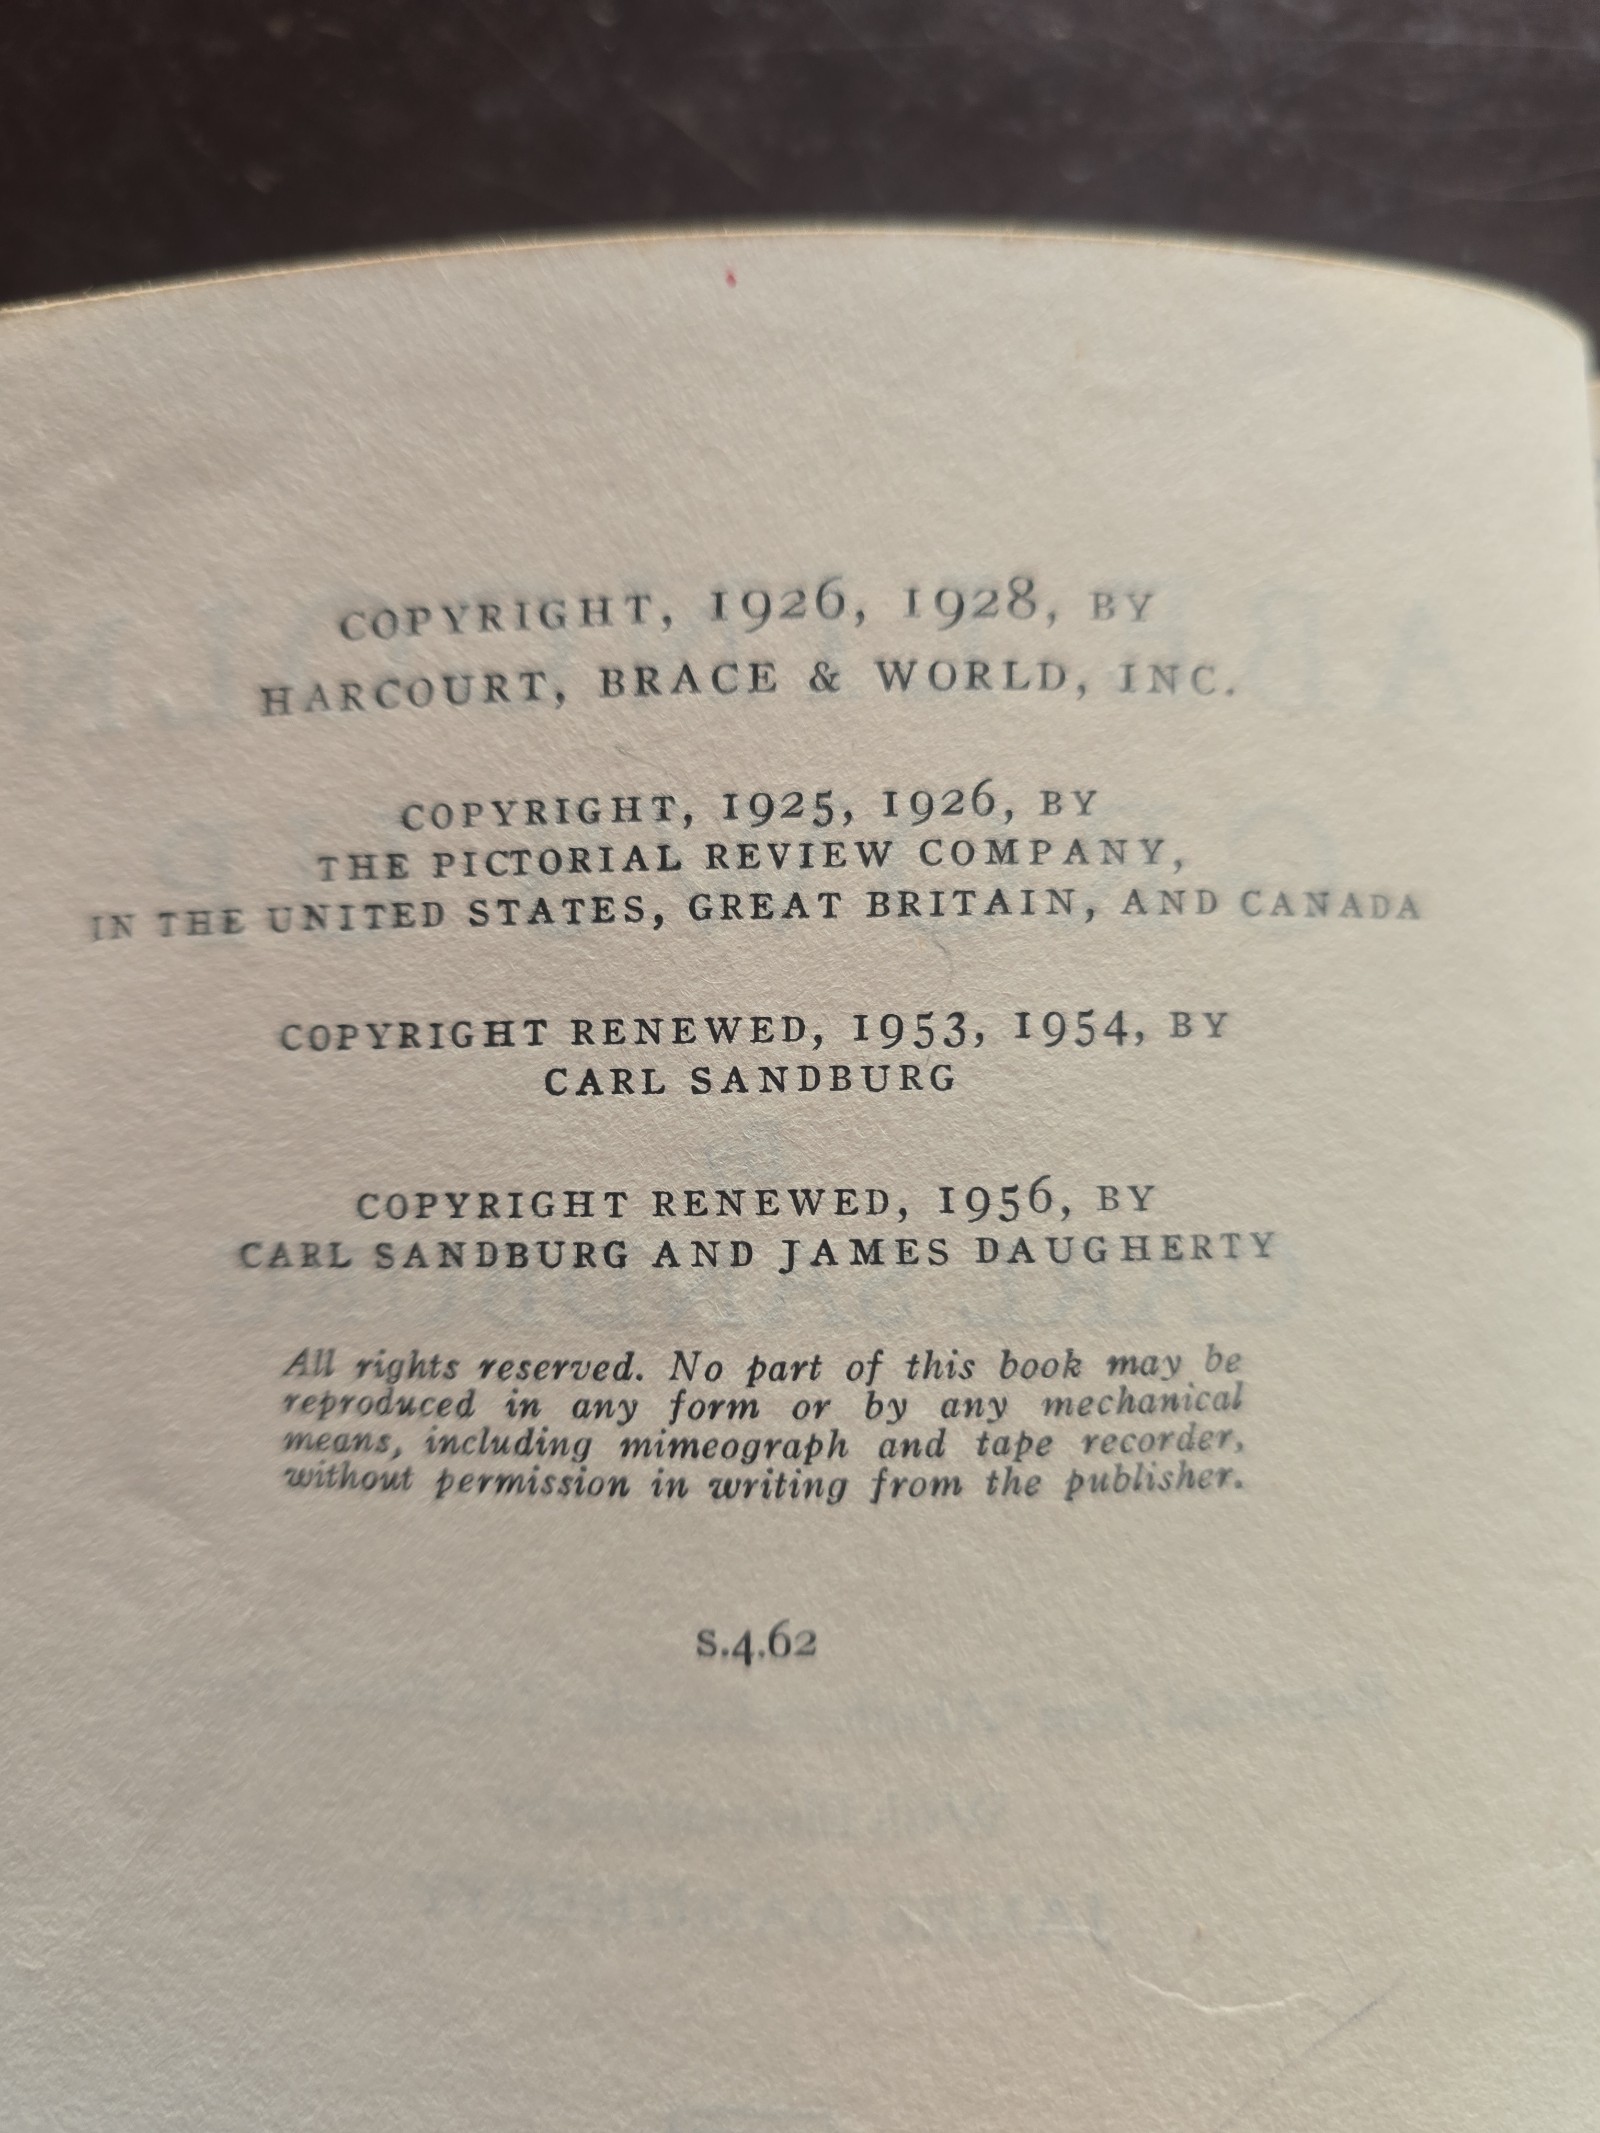 COPYRIGHT, 1926, 1928, BY
HARCOURT, BRACE & WORLD, INC.
COPYRIGHT, 1925, 1926, BY
THE PICTORIAL REVIEW COMPANY,
IN THE UNITED STATES, GREAT BRITAIN, AND CANADA
COPYRIGHT RENEWED, 1953, 1954, BY
CARL SANDBURG
COPYRIGHT RENEWED, 1956, BY
CARL SANDBURG AND JAMES DAUGHERTY
All rights reserved. No part of this book may be
reproduced in any form or by any mechanical
means, including mimeograph and tape recorder,
without permission in writing from the publisher.
S.4.62